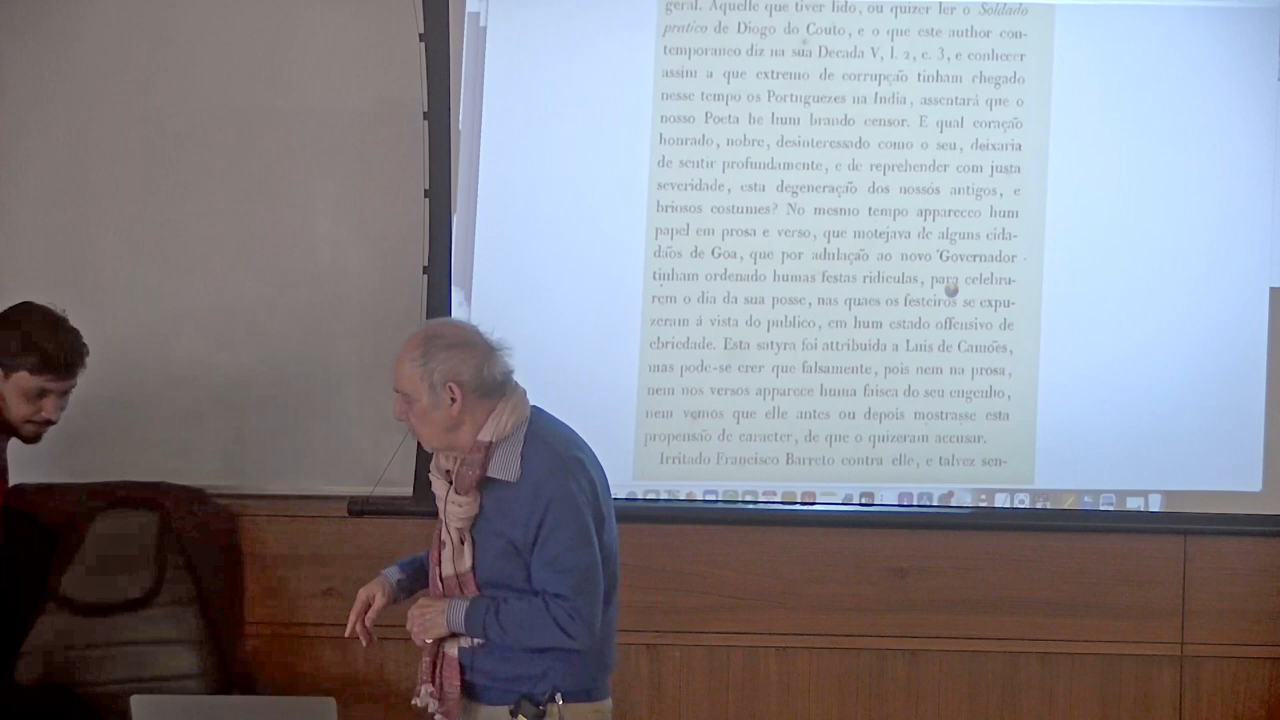 geral. Aquelle que tiver lido, ou quizer ler o Soldado
pratico de Diogo do Couto, e o que este author con-
temporaneo diz na sua Decada V, l. 2, c. 3, e conhecer
assim a que extremo de corrupção tinham chegado
nesse tempo os Portuguezes na India, assentará que o
nosso Poeta he hum brando censor. E qual coração
honrado, nobre, desinteressado como o seu, deixaria
de sentir profundamente, e de reprehender com justa
severidade, esta degeneração dos nossos antigos, e
briosos costumes? No mesmo tempo appareceo hum
papel em prosa e verso, que motejava de alguns cida-
dãos de Goa, que por adulação ao novo Governador
tinham ordenado humas festas ridiculas, para celebra-
rem o dia da sua posse, nas quaes os festeiros se expu-
zeram á vista do publico, em hum estado offensivo de
ebriedade. Esta satyra foi attribuida a Luis de Camões,
mas pode-se crer que falsamente, pois nem na prosa,
nem nos versos apparece huma faisca do seu engenho,
nem vemos que elle antes ou depois mostrasse esta
propensão de caracter, de que o quizeram accusar.
Irritado Francisco Barreto contra elle, e talvez sen-